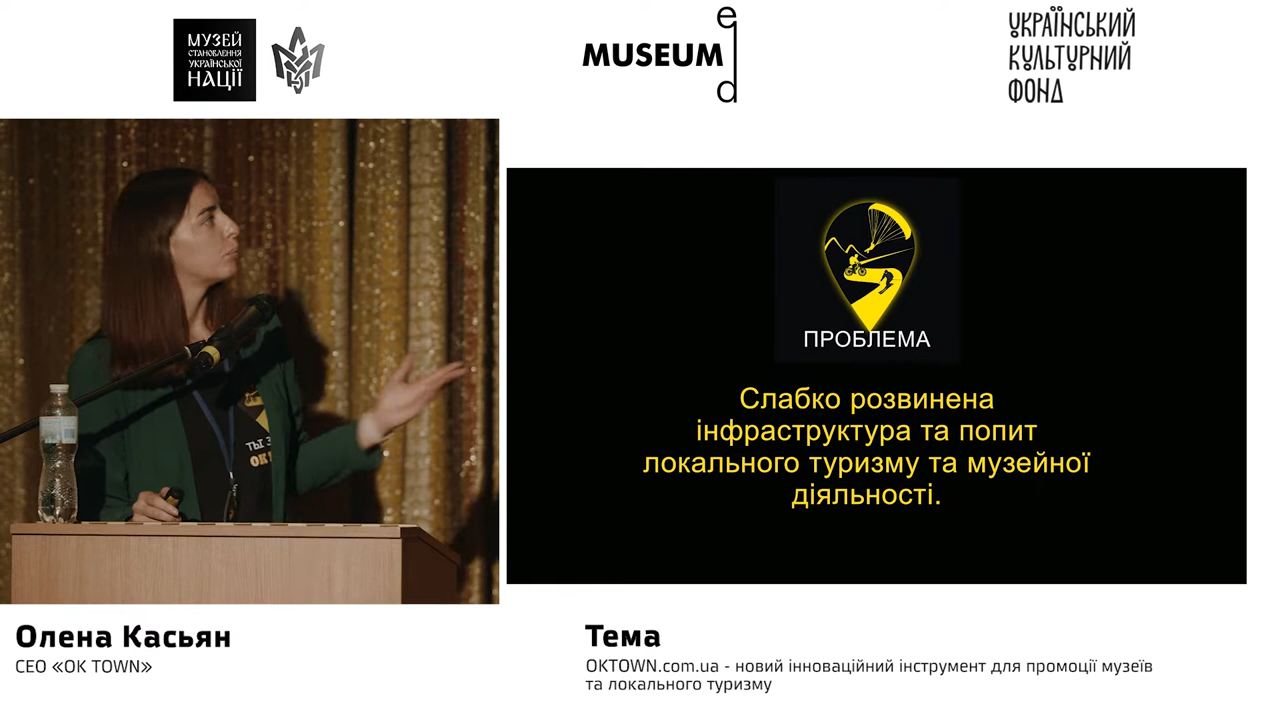 МУЗЕЙ
СТАНОВЛЕННЯ
УКРАЇНСЬКОЇ
НАЦІЇ
MUSEUM
ed
УКРАЇНСЬКИЙ
КУЛЬТУРНИЙ
ФОНД
ПРОБЛЕМА
Слабко розвинена
інфраструктура та попит
локального туризму та музейної
діяльності.
Олена Касьян
CEO «OK TOWN»
Тема
OKTOWN.com.ua - новий інноваційний інструмент для промоції музеїв
та локального туризму